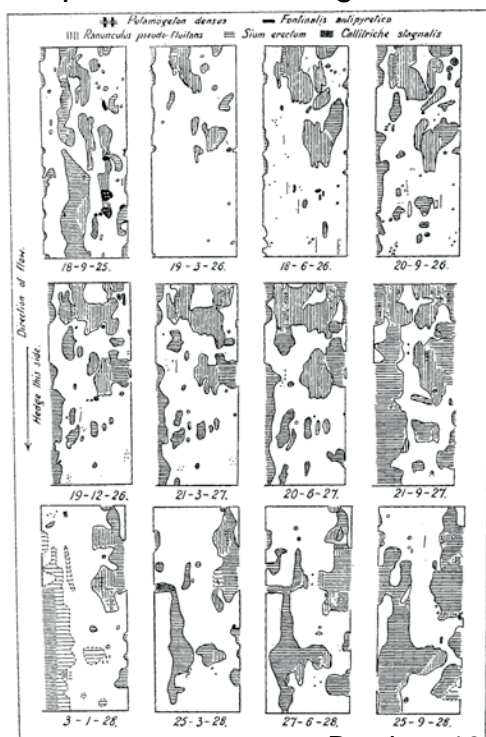 Potamogeton densus Fontinalis antipyretica
Ranunculus pseudo-fluitans Sium erectum Callitriche stagnalis
Direction of flow.
Hedge this side.
18-9-25. 19-3-26. 18-6-26. 20-9-26.
19-12-26. 21-3-27. 20-6-27. 21-9-27.
3-1-28. 25-3-28. 27-6-28. 25-9-28.